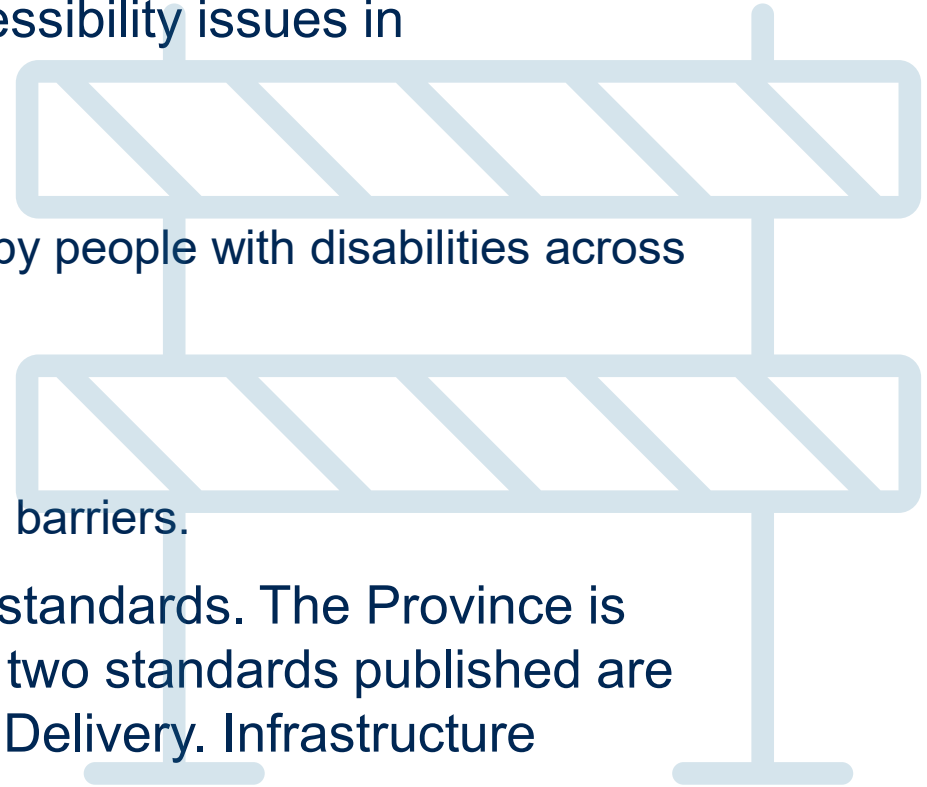 essibility issues in
by people with disabilities across
barriers.
standards. The Province is
two standards published are
Delivery. Infrastructure